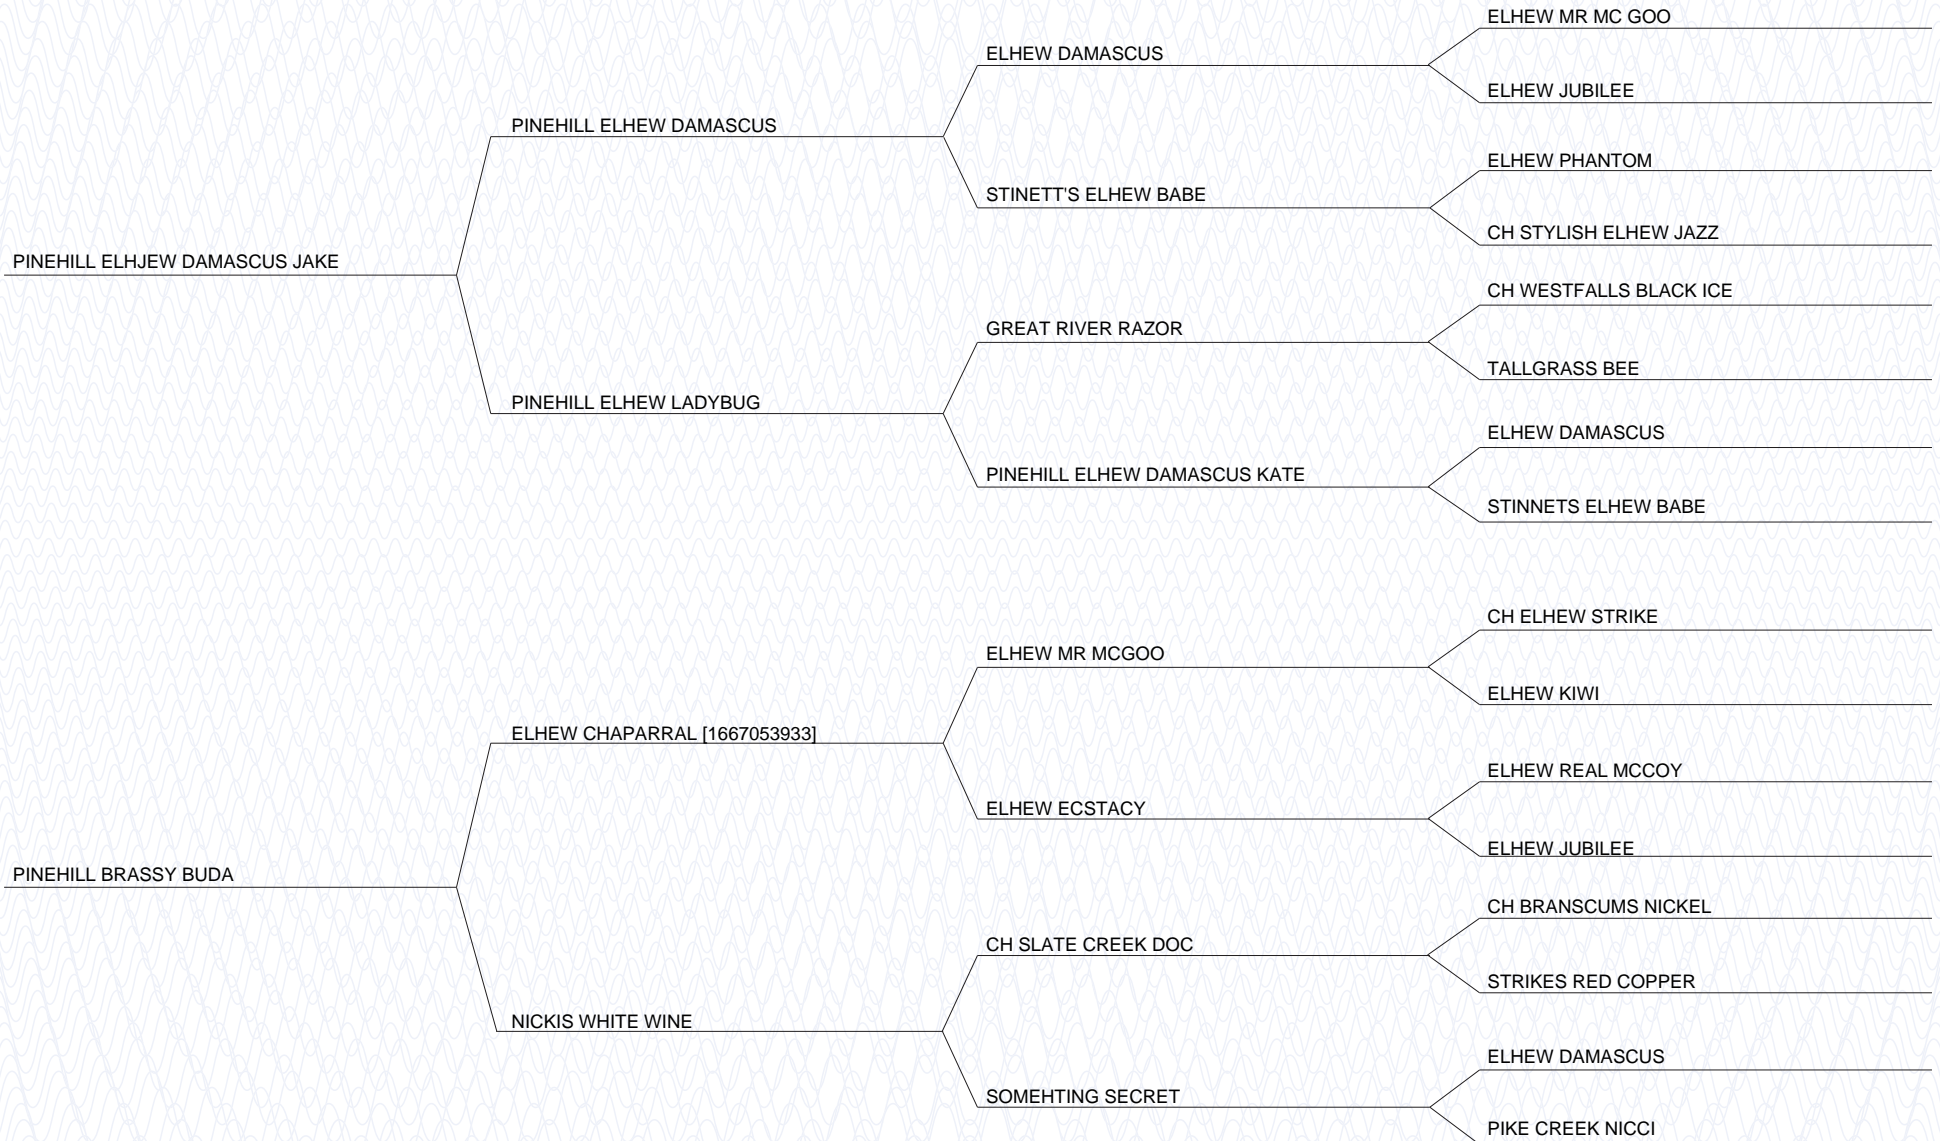 ELHEW MR MC GOO
ELHEW DAMASCUS
ELHEW JUBILEE
PINEHILL ELHEW DAMASCUS
ELHEW PHANTOM
STINETT'S ELHEW BABE
CH STYLISH ELHEW JAZZ
PINEHILL ELHJEW DAMASCUS JAKE
CH WESTFALLS BLACK ICE
GREAT RIVER RAZOR
TALLGRASS BEE
PINEHILL ELHEW LADYBUG
ELHEW DAMASCUS
PINEHILL ELHEW DAMASCUS KATE
STINNETS ELHEW BABE
CH ELHEW STRIKE
ELHEW MR MCGOO
ELHEW KIWI
ELHEW CHAPARRAL [1667053933]
ELHEW REAL MCCOY
ELHEW ECSTACY
ELHEW JUBILEE
PINEHILL BRASSY BUDA
CH BRANSCUMS NICKEL
CH SLATE CREEK DOC
STRIKES RED COPPER
NICKIS WHITE WINE
ELHEW DAMASCUS
SOMEHTING SECRET
PIKE CREEK NICCI